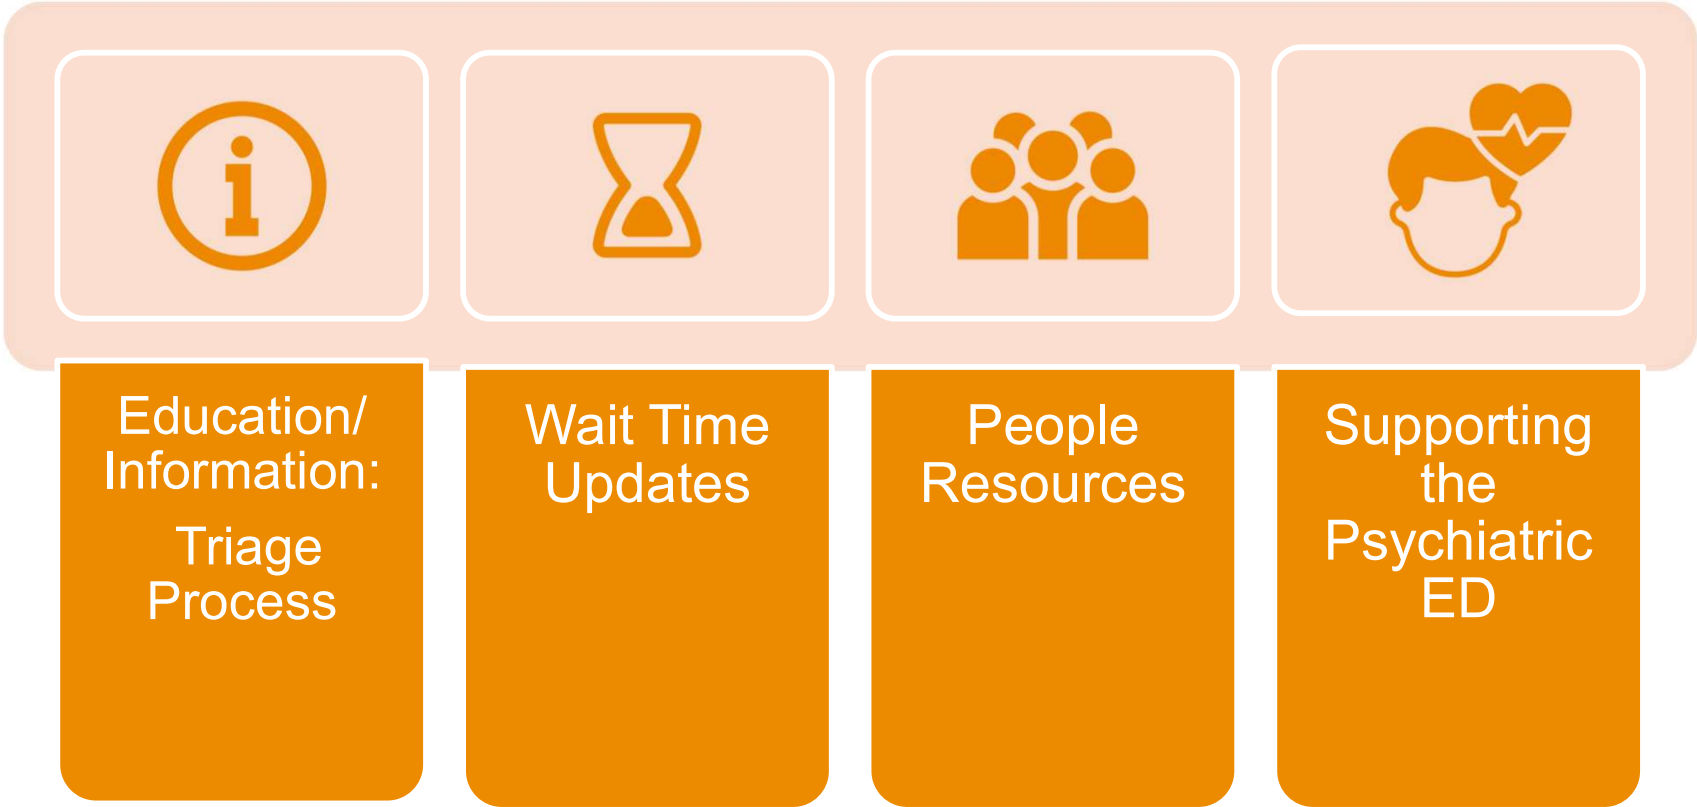 Education/
Information:
Triage
Process
Wait Time
Updates
People
Resources
Supporting
the
Psychiatric
ED